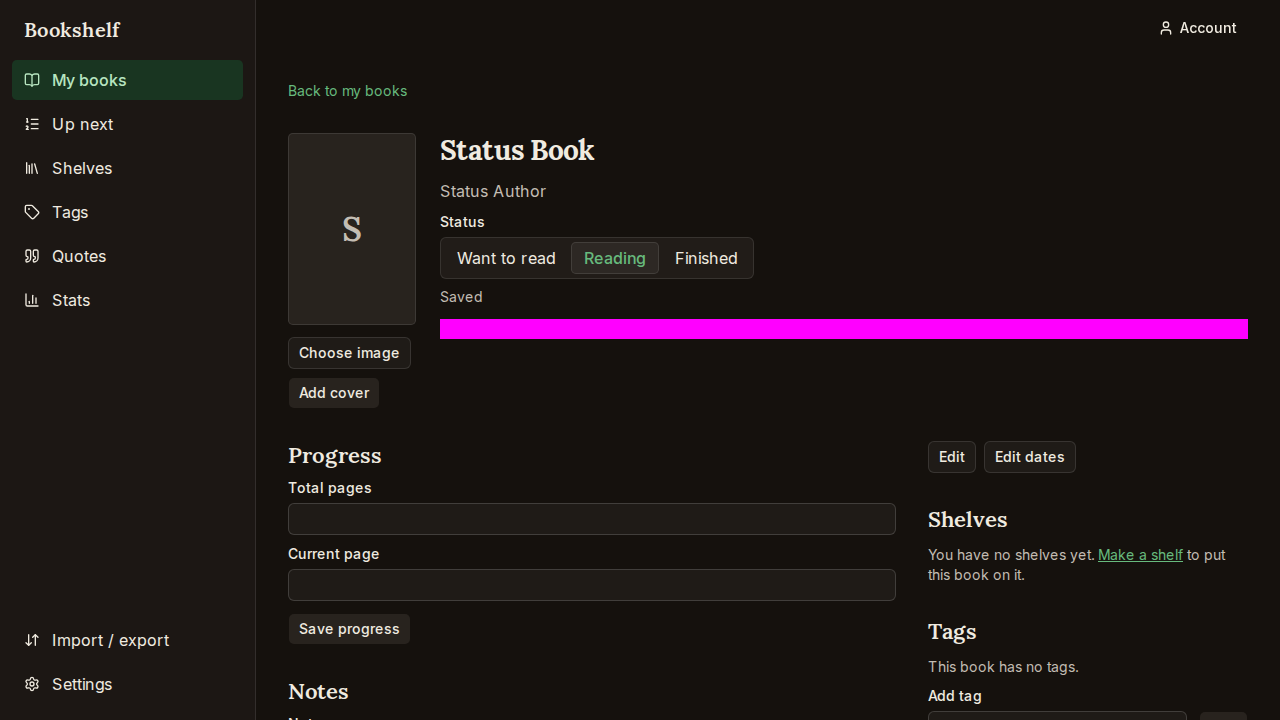 Bookshelf
My books
Up next
Shelves
Tags
Quotes
Stats
Import / export
Settings
Account
Back to my books
S
Status Book
Status Author
Status
Want to read
Reading
Finished
Saved
Choose image
Add cover
Progress
Total pages
Current page
Save progress
Notes
Edit
Edit dates
Shelves
You have no shelves yet. Make a shelf to put
this book on it.
Tags
This book has no tags.
Add tag